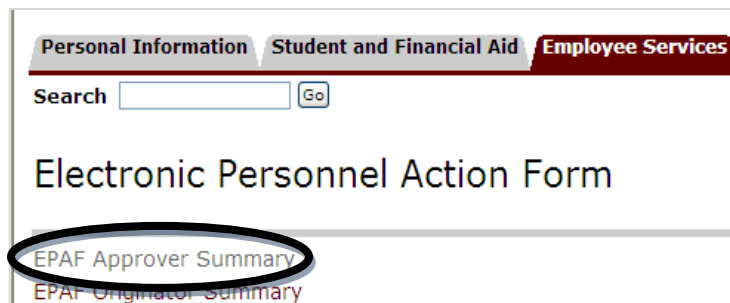 Personal Information Student and Financial Aid Employee Services
Search Go
Electronic Personnel Action Form
EPAF Approver Summary
EPAF Originator Summary